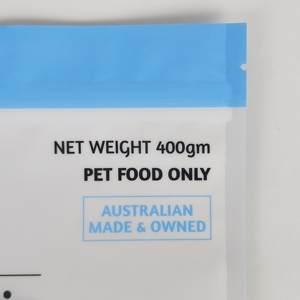 NET WEIGHT 400gm
PET FOOD ONLY
AUSTRALIAN
MADE & OWNED